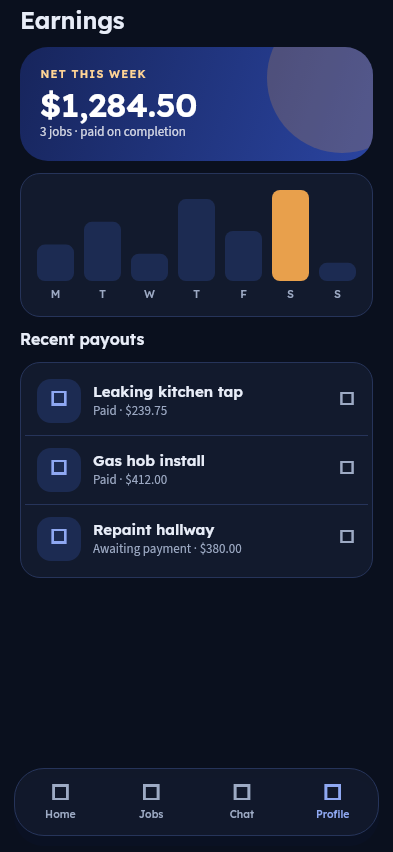 Earnings
NET THIS WEEK
$1,284.50
3 jobs · paid on completion
M T W T F S S
Recent payouts
Leaking kitchen tap
Paid · $239.75
Gas hob install
Paid · $412.00
Repaint hallway
Awaiting payment · $380.00
Home Jobs Chat Profile